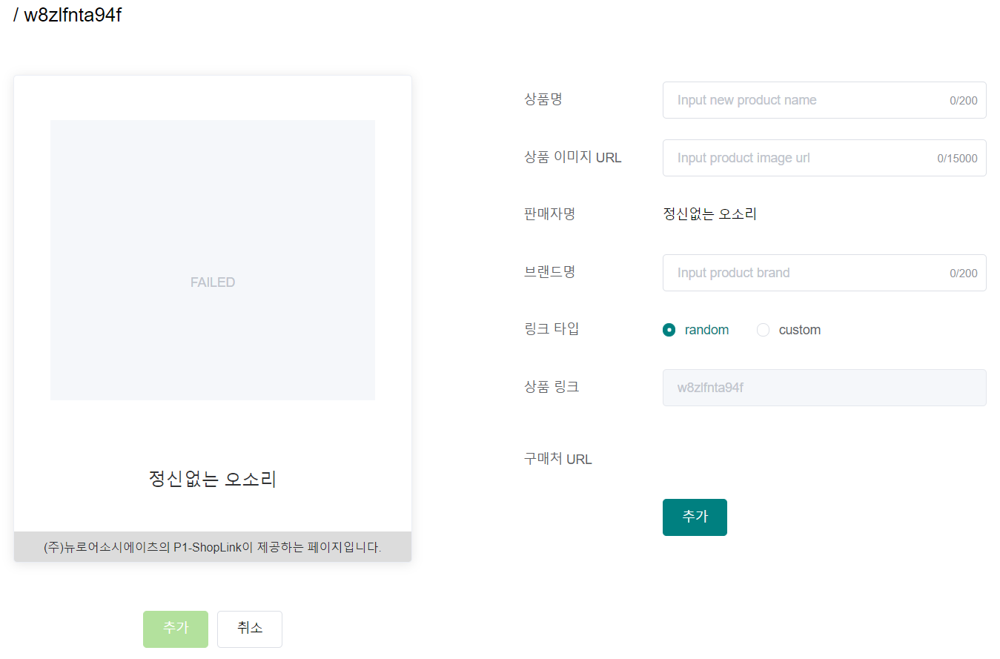 / w8zlfnta94f
FAILED
정신없는 오소리
(주)뉴로어소시에이츠의 P1-ShopLink이 제공하는 페이지입니다.
추가 취소
상품명 Input new product name 0/200
상품 이미지 URL Input product image url 0/15000
판매자명 정신없는 오소리
브랜드명 Input product brand 0/200
링크 타입 random custom
상품 링크 w8zlfnta94f
구매처 URL
추가